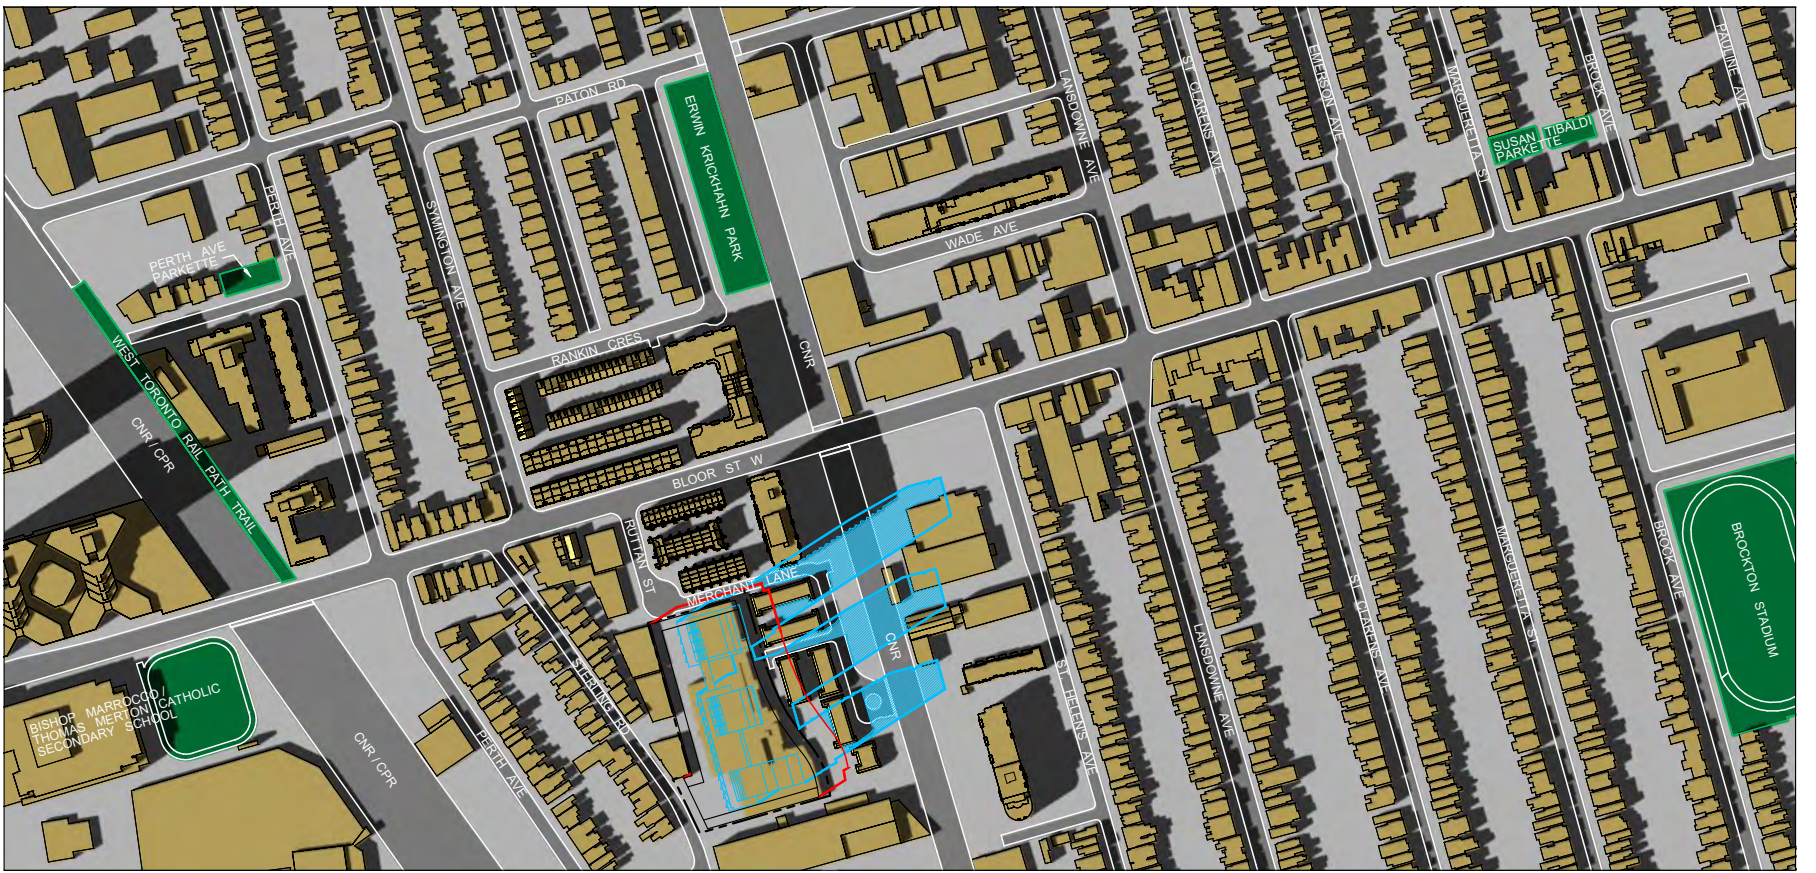 PATON RD
ERWIN KRICKHAHN PARK
LANSDOWNE AVE
ST CLARENS AVE
EMERSON AVE
MARGUERETTA ST
BROCK AVE
PAULINE AVE
SUSAN TIBALDI
PARKETTE
PERTH AVE
SYMINGTON AVE
PERTH AVE
PARKETTE
WADE AVE
RANKIN CRES
CNR
WEST TORONTO RAIL PATH TRAIL
CNR / CPR
BLOOR ST W
RUTTAN ST
MERCHANT LANE
CNR
STERLING RD
PERTH AVE
CNR / CPR
BISHOP MARROCCO /
THOMAS MERTON CATHOLIC
SECONDARY SCHOOL
ST. HELENS AVE
LANSDOWNE AVE
ST CLARENS AVE
MARGUERETTA ST
BROCK AVE
BROCKTON STADIUM